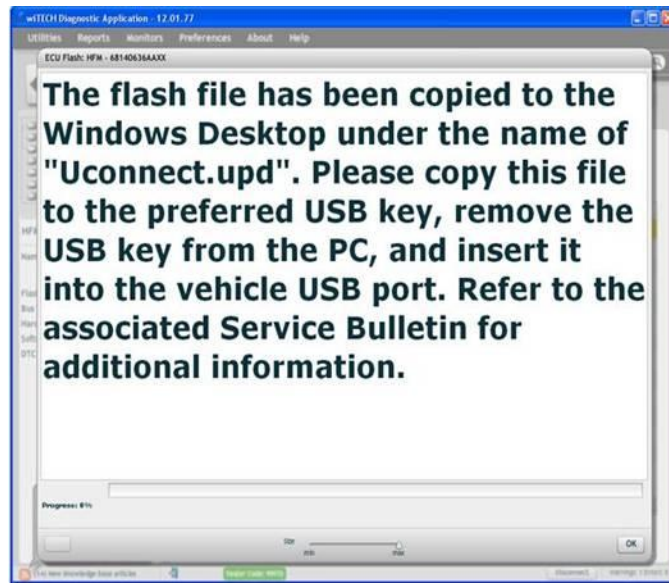 wiTECH Diagnostic Application - 12.01.77
Utilities Reports Monitors Preferences About Help
ECU Flash: HFM - 68140636AAXX
The flash file has been copied to the
Windows Desktop under the name of
"Uconnect.upd". Please copy this file
to the preferred USB key, remove the
USB key from the PC, and insert it
into the vehicle USB port. Refer to the
associated Service Bulletin for
additional information.
Progress: 0%
Size
min max
OK